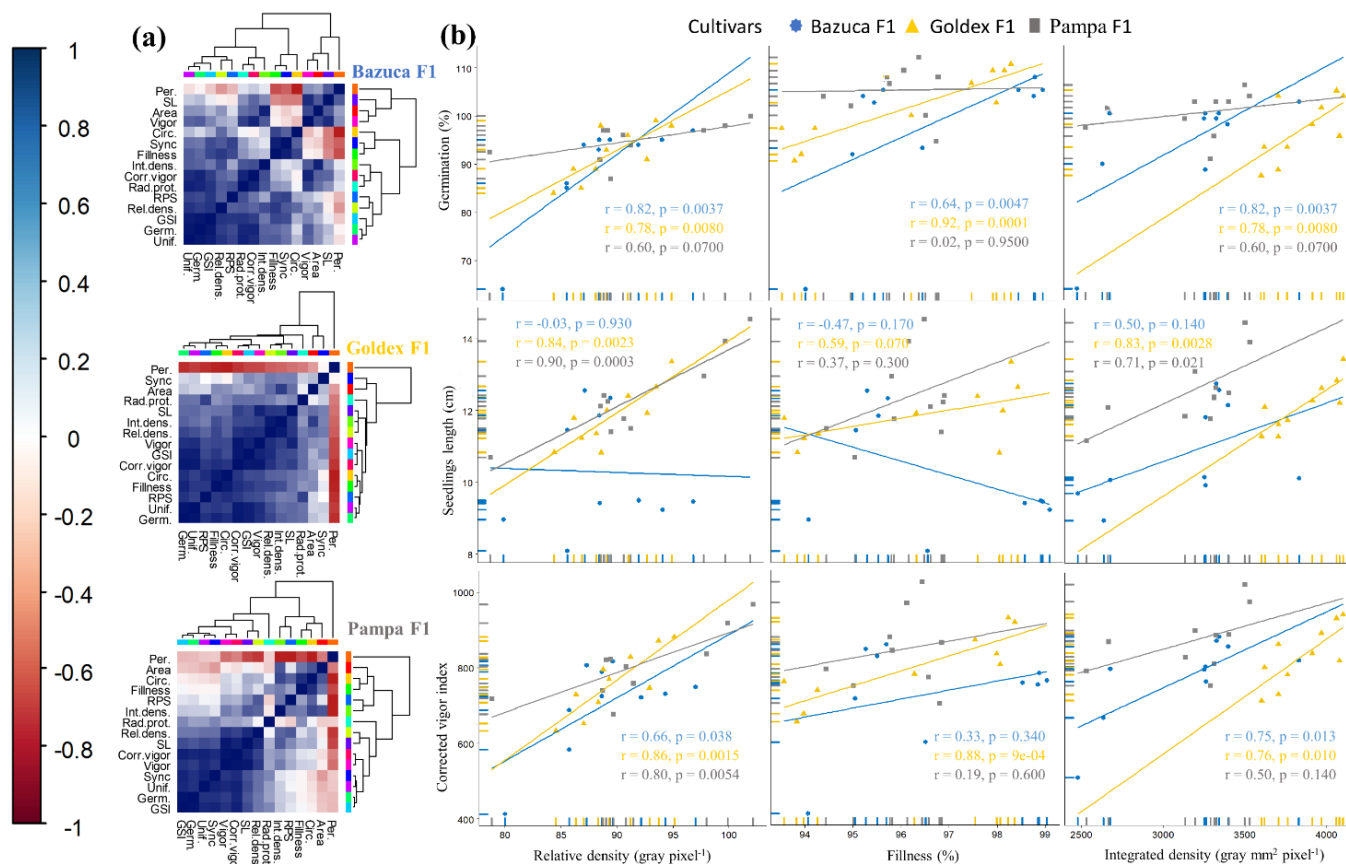 (a)
(b)
Cultivars Bazuca F1 Goldex F1 Pampa F1
1
0.8
0.6
0.4
0.2
0
-0.2
-0.4
-0.6
-0.8
-1
Bazuca F1
Per.
SL
Area
Vigor
Circ.
Sync
Fillness
Int.dens.
Corr.vigor
Rad.prot.
RPS
Rel.dens.
GSI
Germ.
Unif.
Unif.
Germ.
GSI
Rel.dens.
RPS
Rad.prot.
Corr.vigor
Int.dens.
Fillness
Sync
Circ.
Vigor
Area
SL
Per.
Goldex F1
Per.
Sync
Area
Rad.prot.
SL
Int.dens.
Rel.dens.
Vigor
GSI
Corr.vigor
Circ.
Fillness
RPS
Unif.
Germ.
Germ.
Unif.
RPS
Fillness
Circ.
Corr.vigor
GSI
Vigor
Rel.dens.
Int.dens.
SL
Rad.prot.
Area
Sync
Per.
Pampa F1
Per.
Area
Circ.
Fillness
RPS
Int.dens.
Rad.prot.
Rel.dens.
SL
Corr.vigor
Vigor
Sync
Unif.
Germ.
GSI
GSI
Germ.
Unif.
Sync
Vigor
Corr.vigor
SL
Rel.dens.
Rad.prot.
Int.dens.
RPS
Fillness
Circ.
Area
Per.
Germination (%)
110
100
90
80
70
60
r = 0.82, p = 0.0037
r = 0.78, p = 0.0080
r = 0.60, p = 0.0700
r = 0.64, p = 0.0047
r = 0.92, p = 0.0001
r = 0.02, p = 0.9500
r = 0.82, p = 0.0037
r = 0.78, p = 0.0080
r = 0.60, p = 0.0700
Seedlings length (cm)
14
12
10
8
r = -0.03, p = 0.930
r = 0.84, p = 0.0023
r = 0.90, p = 0.0003
r = -0.47, p = 0.170
r = 0.59, p = 0.070
r = 0.37, p = 0.300
r = 0.50, p = 0.140
r = 0.83, p = 0.0028
r = 0.71, p = 0.021
Corrected vigor index
1000
800
600
400
r = 0.66, p = 0.038
r = 0.86, p = 0.0015
r = 0.80, p = 0.0054
r = 0.33, p = 0.340
r = 0.88, p = 9e-04
r = 0.19, p = 0.600
r = 0.75, p = 0.013
r = 0.76, p = 0.010
r = 0.50, p = 0.140
80 85 90 95 100
94 95 96 97 98 99
2500 3000 3500 4000
Relative density (gray pixel⁻¹)
Fillness (%)
Integrated density (gray mm² pixel⁻¹)